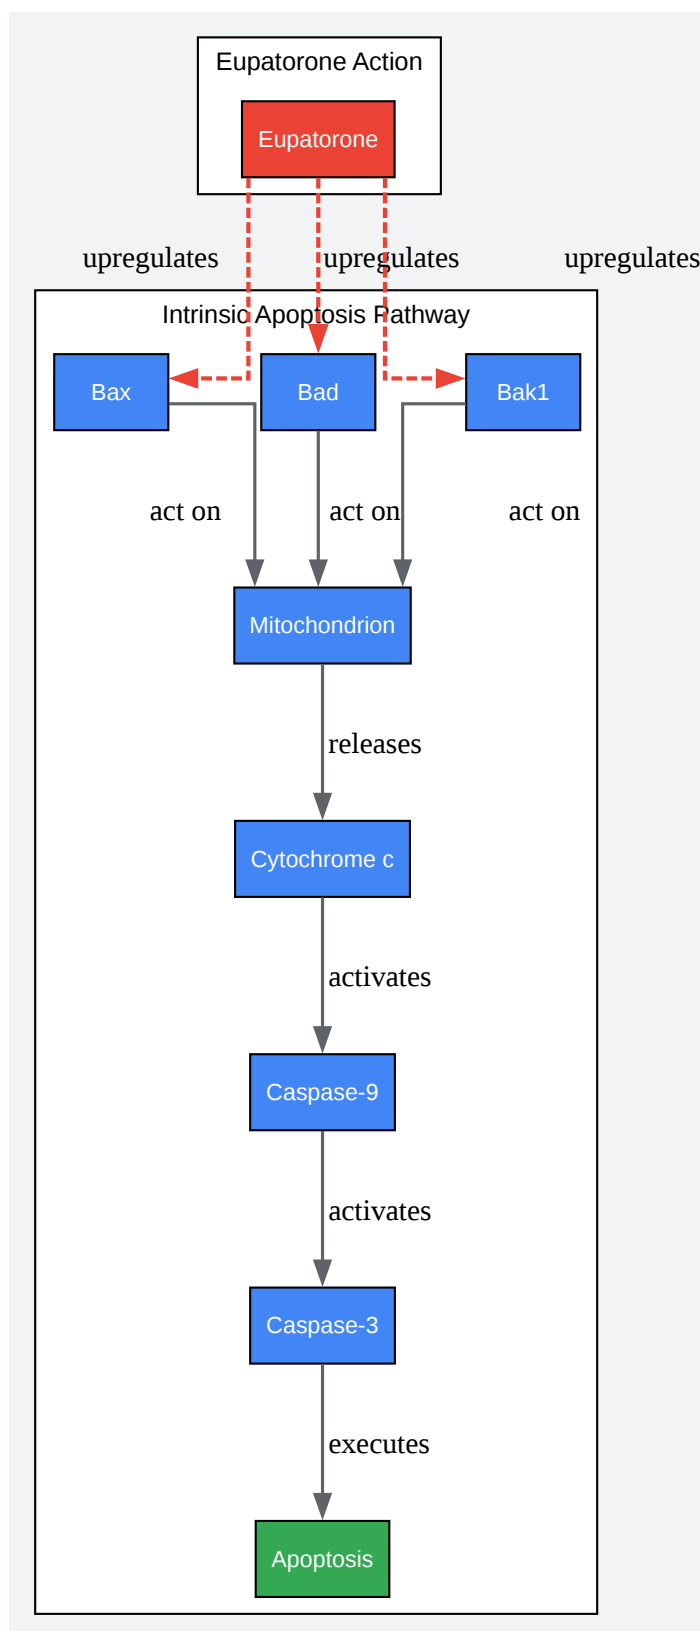 Eupatorone Action
Eupatorone
upregulates
upregulates
upregulates
Intrinsic Apoptosis Pathway
Bax
Bad
Bak1
act on
act on
act on
Mitochondrion
releases
Cytochrome c
activates
Caspase-9
activates
Caspase-3
executes
Apoptosis